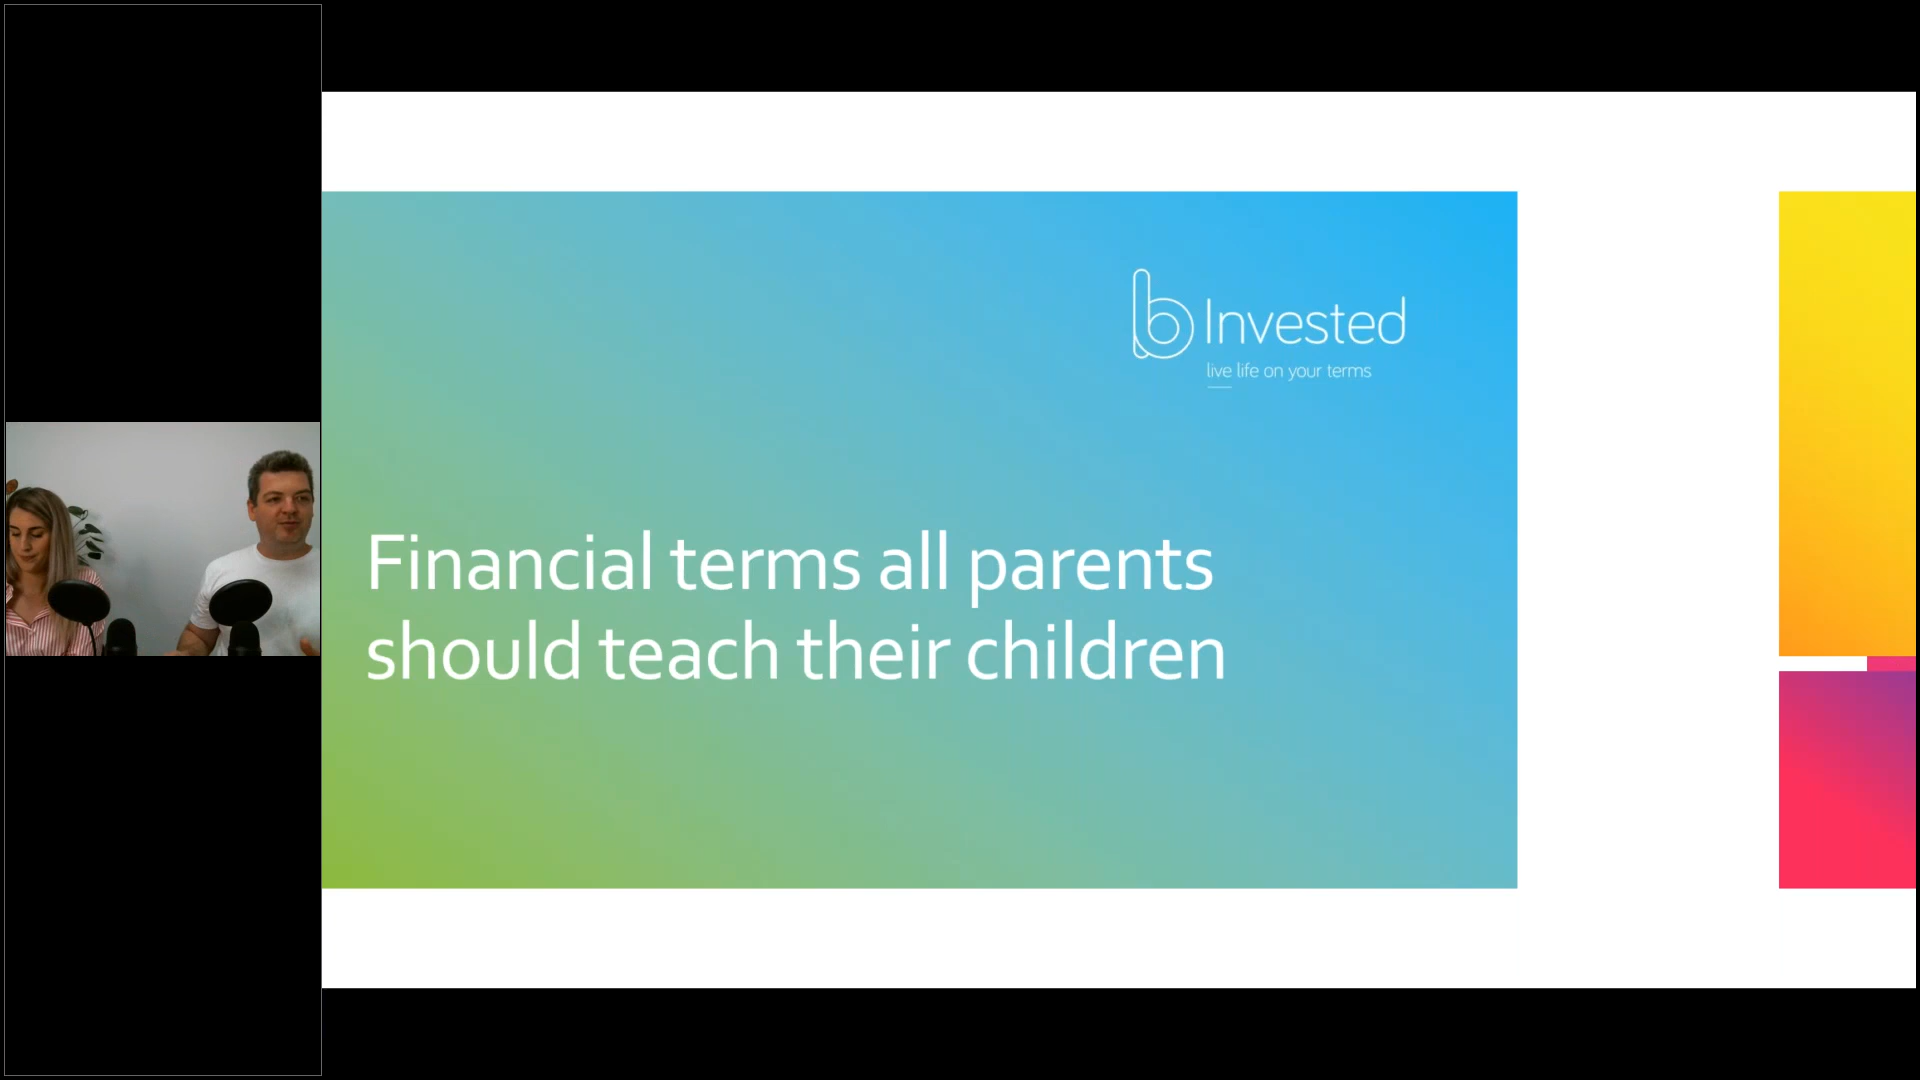 b Invested
live life on your terms
Financial terms all parents
should teach their children